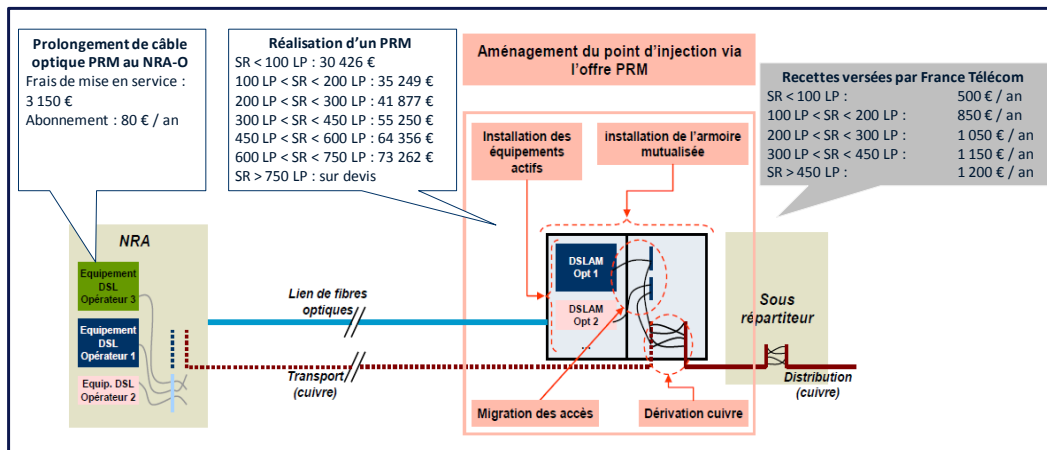 Prolongement de câble
optique PRM au NRA-O
Frais de mise en service :
3 150 €
Abonnement : 80 € / an
Réalisation d'un PRM
SR < 100 LP : 30 426 €
100 LP < SR < 200 LP : 35 249 €
200 LP < SR < 300 LP : 41 877 €
300 LP < SR < 450 LP : 55 250 €
450 LP < SR < 600 LP : 64 356 €
600 LP < SR < 750 LP : 73 262 €
SR > 750 LP : sur devis
Aménagement du point d'injection via
l'offre PRM
Recettes versées par France Télécom
SR < 100 LP : 500 € / an
100 LP < SR < 200 LP : 850 € / an
200 LP < SR < 300 LP : 1 050 € / an
300 LP < SR < 450 LP : 1 150 € / an
SR > 450 LP : 1 200 € / an
Installation des
équipements
actifs
installation de l'armoire
mutualisée
NRA
Equipement
DSL
Opérateur 3
Equipement
DSL
Opérateur 1
Equip. DSL
Opérateur 2
Lien de fibres
optiques
Transport
(cuivre)
DSLAM
Opt 1
DSLAM
Opt 2
...
Sous
répartiteur
Distribution
(cuivre)
Migration des accès
Dérivation cuivre